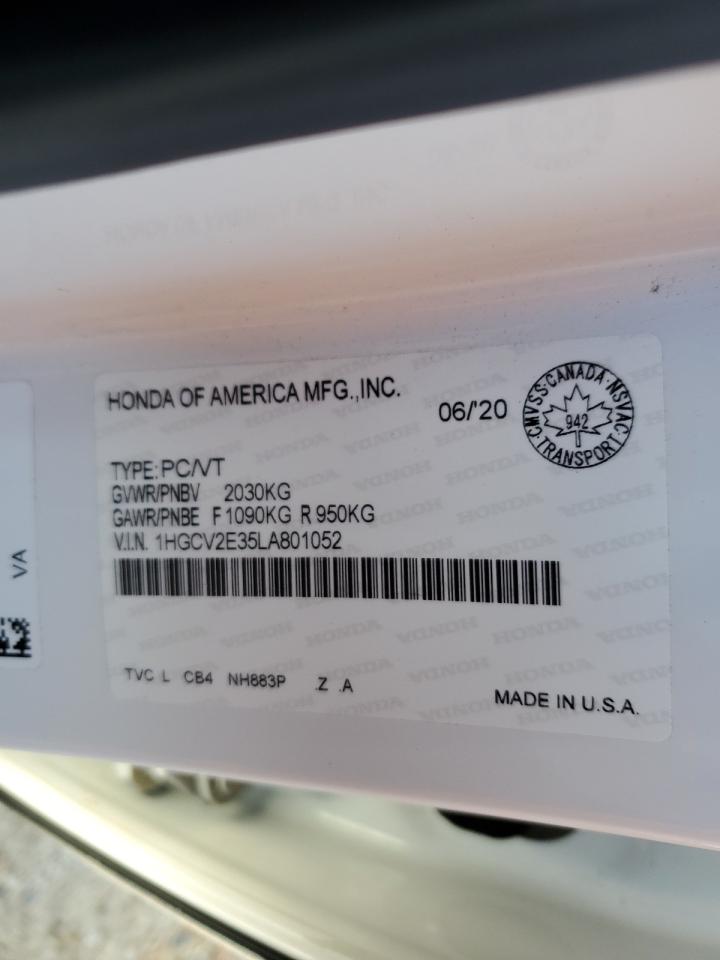 HONDA OF AMERICA MFG.,INC.
06/'20
CMVSS·CANADA·NSVAC·TRANSPORT·
942
TYPE: PC/VT
GVWR/PNBV 2030KG
GAWR/PNBE F 1090KG R 950KG
V.I.N. 1HGCV2E35LA801052
TVC L CB4 NH883P .Z .A
MADE IN U.S.A.
VA